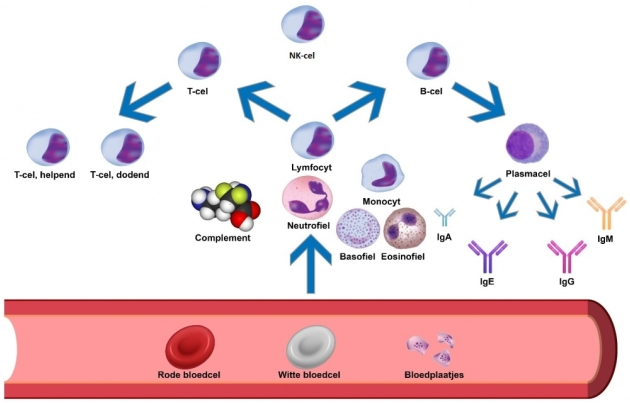 NK-cel
T-cel
B-cel
T-cel, helpend
T-cel, dodend
Lymfocyt
Plasmacel
Monocyt
Complement
Neutrofiel
Basofiel
Eosinofiel
IgA
IgE
IgG
IgM
Rode bloedcel
Witte bloedcel
Bloedplaatjes